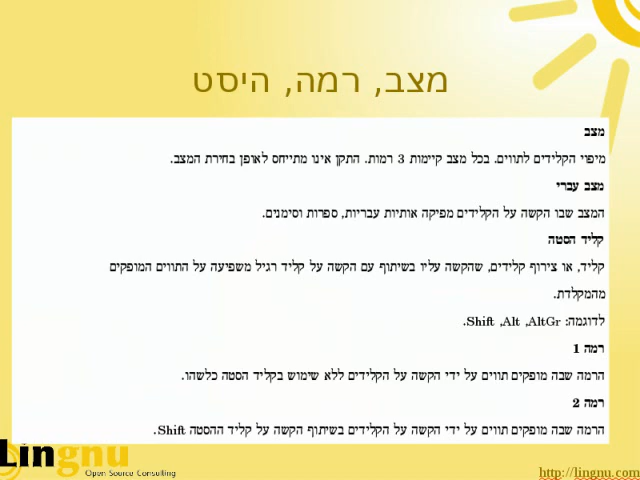 מצב, רמה, היסט
מצב
מיפוי הקלידים לתווים. בכל מצב קיימות 3 רמות. התקן אינו מתייחס לאופן בחירת המצב.
מצב עברי
המצב שבו הקשה על הקלידים מפיקה אותיות עבריות, ספרות וסימנים.
קליד הסטה
קליד, או צירוף קלידים, שהקשה עליו בשיתוף עם הקשה על קליד רגיל משפיעה על התווים המופקים
מהמקלדת.
לדוגמה: Shift ,Alt ,AltGr.
רמה 1
הרמה שבה מופקים תווים על ידי הקשה על הקלידים ללא שימוש בקליד הסטה כלשהו.
רמה 2
הרמה שבה מופקים תווים על ידי הקשה על הקלידים בשיתוף הקשה על קליד ההסטה Shift.
Lingnu
Open Source Consulting
http://lingnu.com